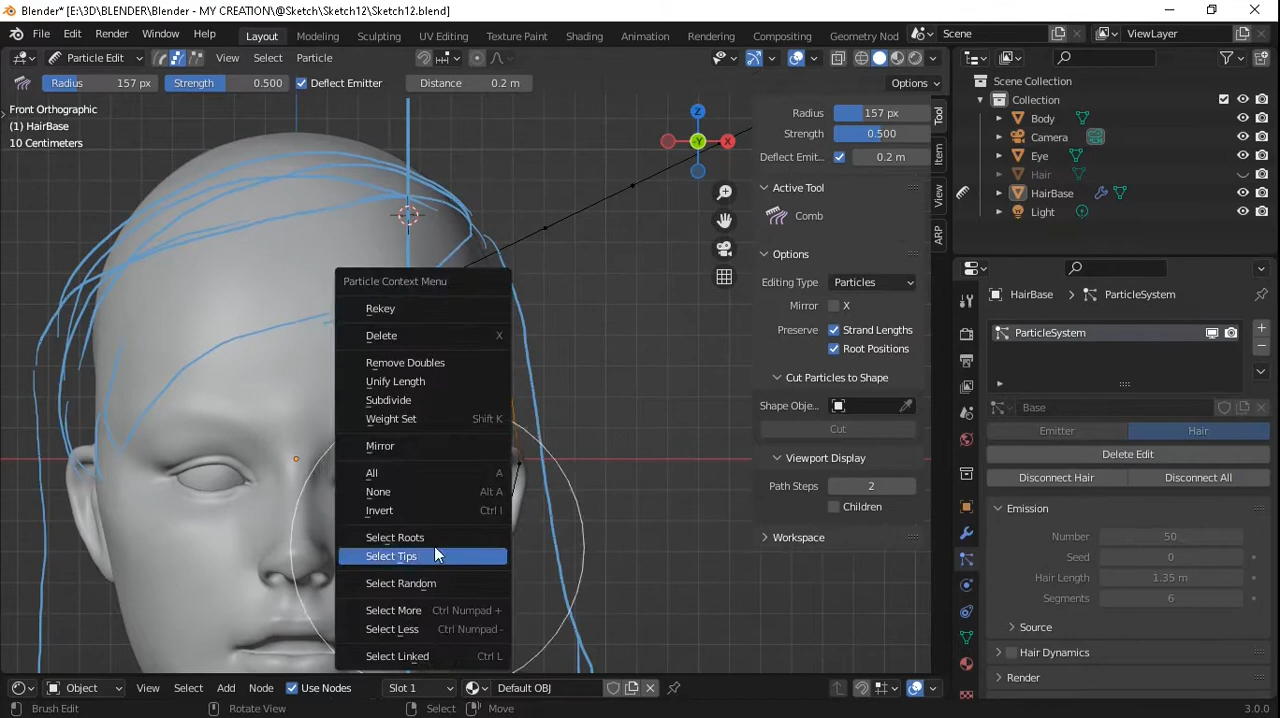 Blender* [E:\3D\BLENDER\Blender - MY CREATION\@Sketch\Sketch12\Sketch12.blend]
File Edit Render Window Help Layout Modeling Sculpting UV Editing Texture Paint Shading Animation Rendering Compositing Geometry Nod Scene ViewLayer
Particle Edit View Select Particle
Radius 157 px Strength 0.500 Deflect Emitter Distance 0.2 m Options
Front Orthographic
(1) HairBase
10 Centimeters
Z
X
-Y
Radius 157 px
Strength 0.500
Deflect Emit... 0.2 m
Active Tool
Comb
Options
Editing Type Particles
Mirror X
Preserve Strand Lengths
Root Positions
Cut Particles to Shape
Shape Obje...
Cut
Viewport Display
Path Steps 2
Children
Workspace
Tool
Item
View
ARP
Particle Context Menu
Rekey
Delete X
Remove Doubles
Unify Length
Subdivide
Weight Set Shift K
Mirror
All A
None Alt A
Invert Ctrl I
Select Roots
Select Tips
Select Random
Select More Ctrl Numpad +
Select Less Ctrl Numpad -
Select Linked Ctrl L
Scene Collection
Collection
Body
Camera
Eye
Hair
HairBase
Light
HairBase ParticleSystem
ParticleSystem
Base
Emitter Hair
Delete Edit
Disconnect Hair Disconnect All
Emission
Number 50
Seed 0
Hair Length 1.35 m
Segments 6
Source
Hair Dynamics
Render
Object View Select Add Node Use Nodes Slot 1 Default OBJ
Brush Edit Rotate View Select Move 3.0.0